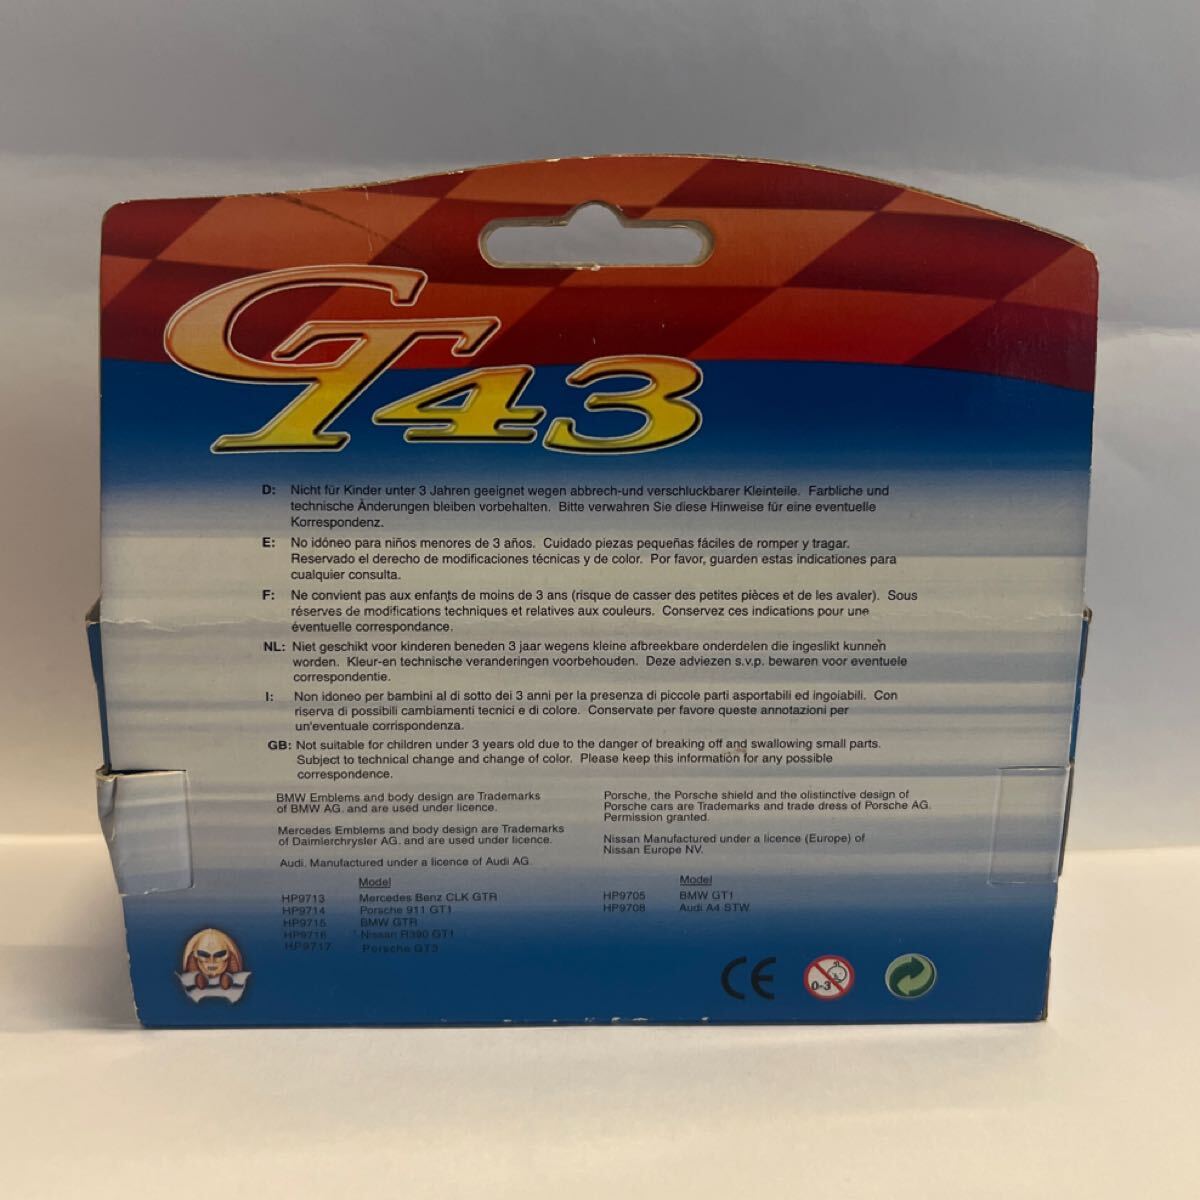 GT43
D: Nicht für Kinder unter 3 Jahren geeignet wegen abbrech-und verschluckbarer Kleinteile. Farbliche und
technische Änderungen bleiben vorbehalten. Bitte verwahren Sie diese Hinweise für eine eventuelle
Korrespondenz.
E: No idóneo para niños menores de 3 años. Cuidado piezas pequeñas fáciles de romper y tragar.
Reservado el derecho de modificaciones técnicas y de color. Por favor, guarden estas indicationes para
cualquier consulta.
F: Ne convient pas aux enfants de moins de 3 ans (risque de casser des petites pièces et de les avaler). Sous
réserves de modifications techniques et relatives aux couleurs. Conservez ces indications pour une
éventuelle correspondance.
NL: Niet geschikt voor kinderen beneden 3 jaar wegens kleine afbreekbare onderdelen die ingeslikt kunnen
worden. Kleur-en technische veranderingen voorbehouden. Deze adviezen s.v.p. bewaren voor eventuele
correspondentie.
I: Non idoneo per bambini al di sotto dei 3 anni per la presenza di piccole parti asportabili ed ingoiabili. Con
riserva di possibili cambiamenti tecnici e di colore. Conservate per favore queste annotazioni per
un'eventuale corrispondenza.
GB: Not suitable for children under 3 years old due to the danger of breaking off and swallowing small parts.
Subject to technical change and change of color. Please keep this information for any possible
correspondence.
BMW Emblems and body design are Trademarks
of BMW AG. and are used under licence.
Mercedes Emblems and body design are Trademarks
of Daimlerchrysler AG. and are used under licence.
Audi. Manufactured under a licence of Audi AG.
Porsche, the Porsche shield and the olistinctive design of
Porsche cars are Trademarks and trade dress of Porsche AG.
Permission granted.
Nissan Manufactured under a licence (Europe) of
Nissan Europe NV.
Model
HP9713 Mercedes Benz CLK GTR
HP9714 Porsche 911 GT1
HP9715 BMW GTR
HP9716 Nissan R390 GT1
HP9717 Porsche GT3
Model
HP9705 BMW GT1
HP9708 Audi A4 STW
CE
0-3